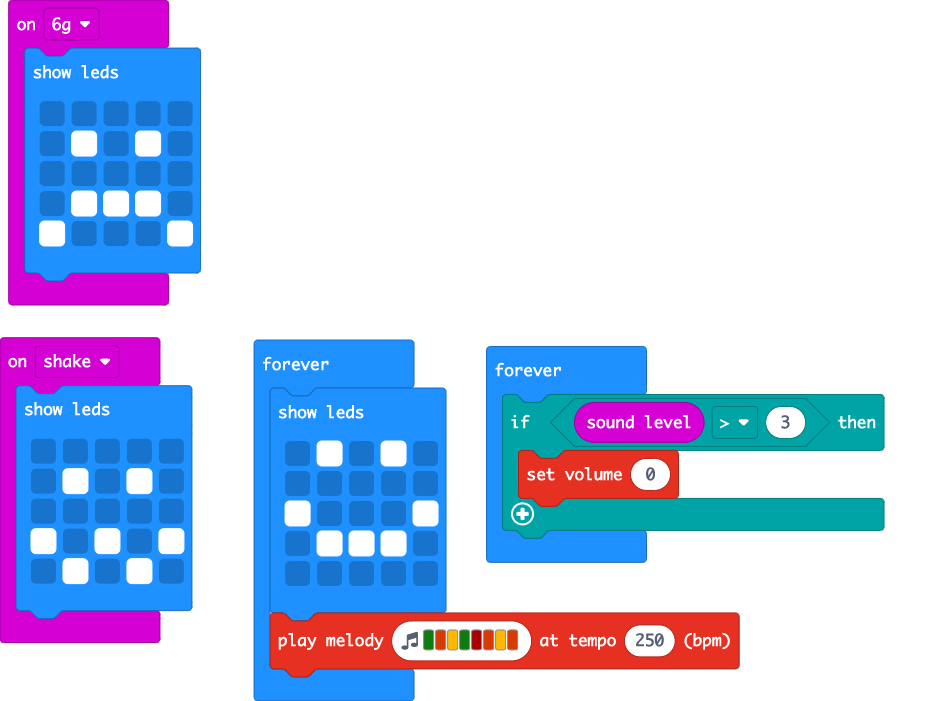 on 6g
show leds
on shake
show leds
forever
show leds
play melody at tempo 250 (bpm)
forever
if sound level > 3 then
set volume 0